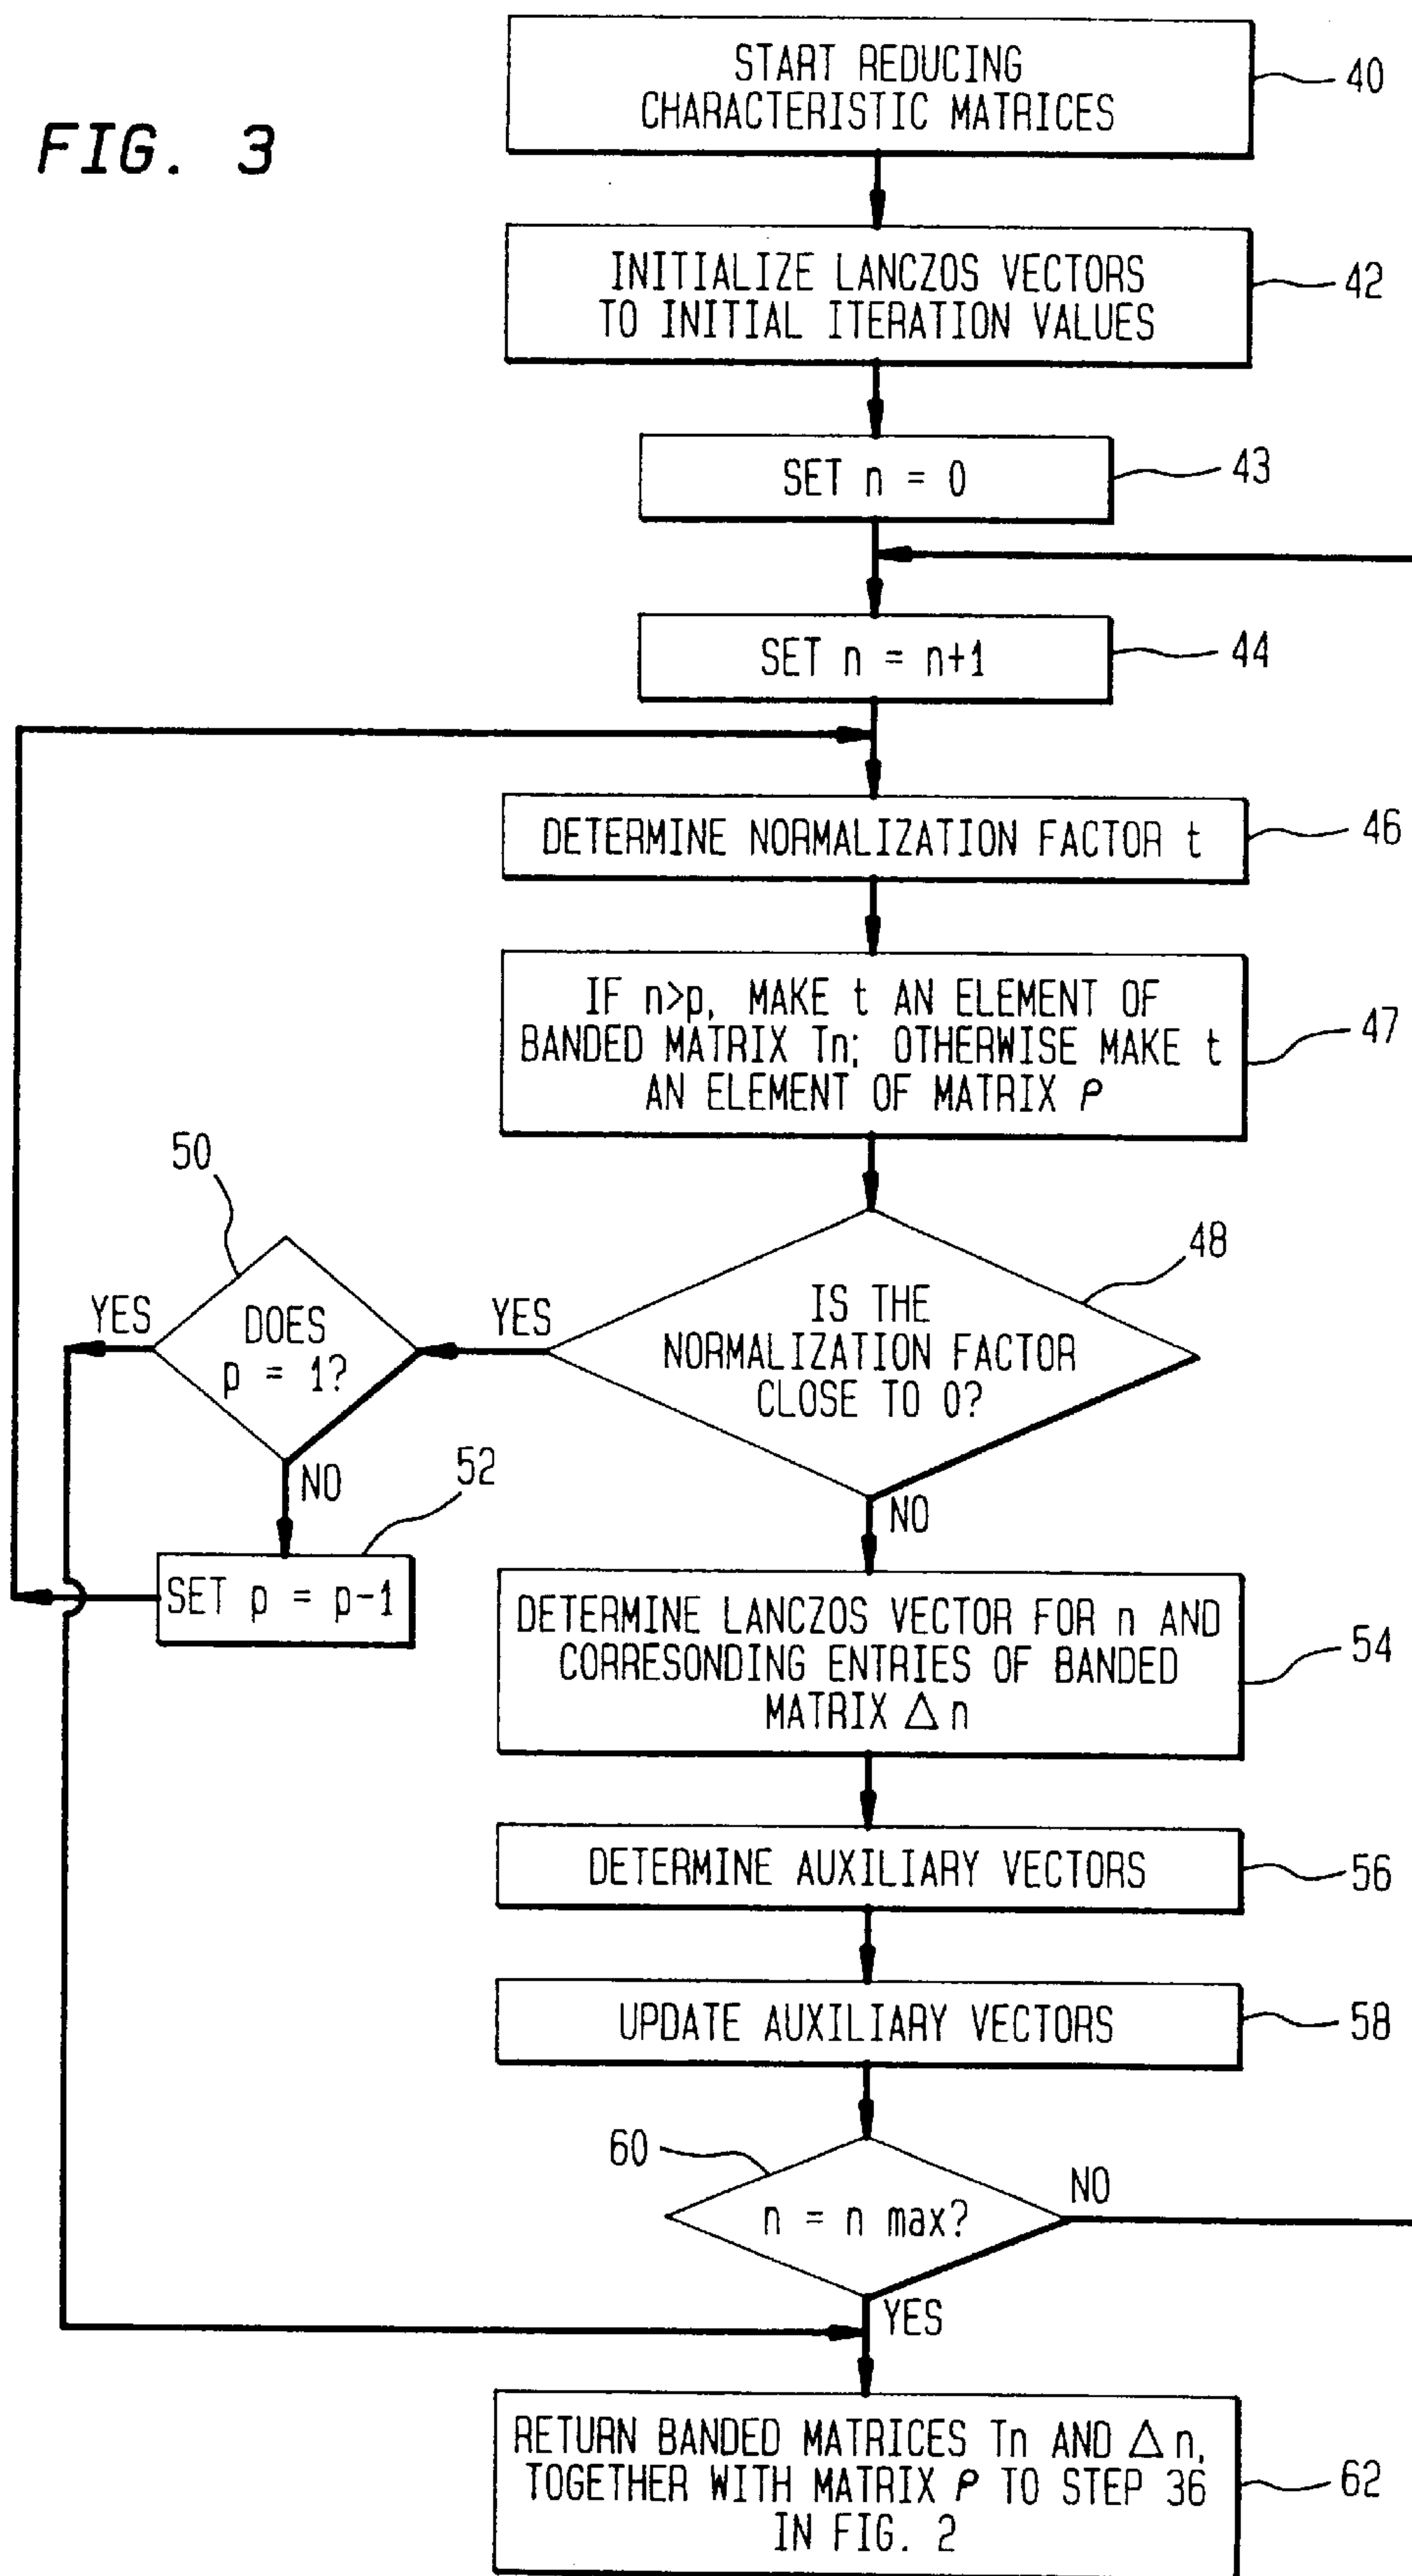 FIG. 3
START REDUCING
CHARACTERISTIC MATRICES
40
INITIALIZE LANCZOS VECTORS
TO INITIAL ITERATION VALUES
42
SET n = 0
43
SET n = n+1
44
DETERMINE NORMALIZATION FACTOR t
46
IF n>p, MAKE t AN ELEMENT OF
BANDED MATRIX Tn; OTHERWISE MAKE t
AN ELEMENT OF MATRIX ρ
47
IS THE
NORMALIZATION FACTOR
CLOSE TO 0?
48
YES
NO
50
DOES
p = 1?
YES
NO
52
SET p = p-1
DETERMINE LANCZOS VECTOR FOR n AND
CORRESONDING ENTRIES OF BANDED
MATRIX Δ n
54
DETERMINE AUXILIARY VECTORS
56
UPDATE AUXILIARY VECTORS
58
60
n = n max?
NO
YES
RETURN BANDED MATRICES Tn AND Δ n,
TOGETHER WITH MATRIX ρ TO STEP 36
IN FIG. 2
62